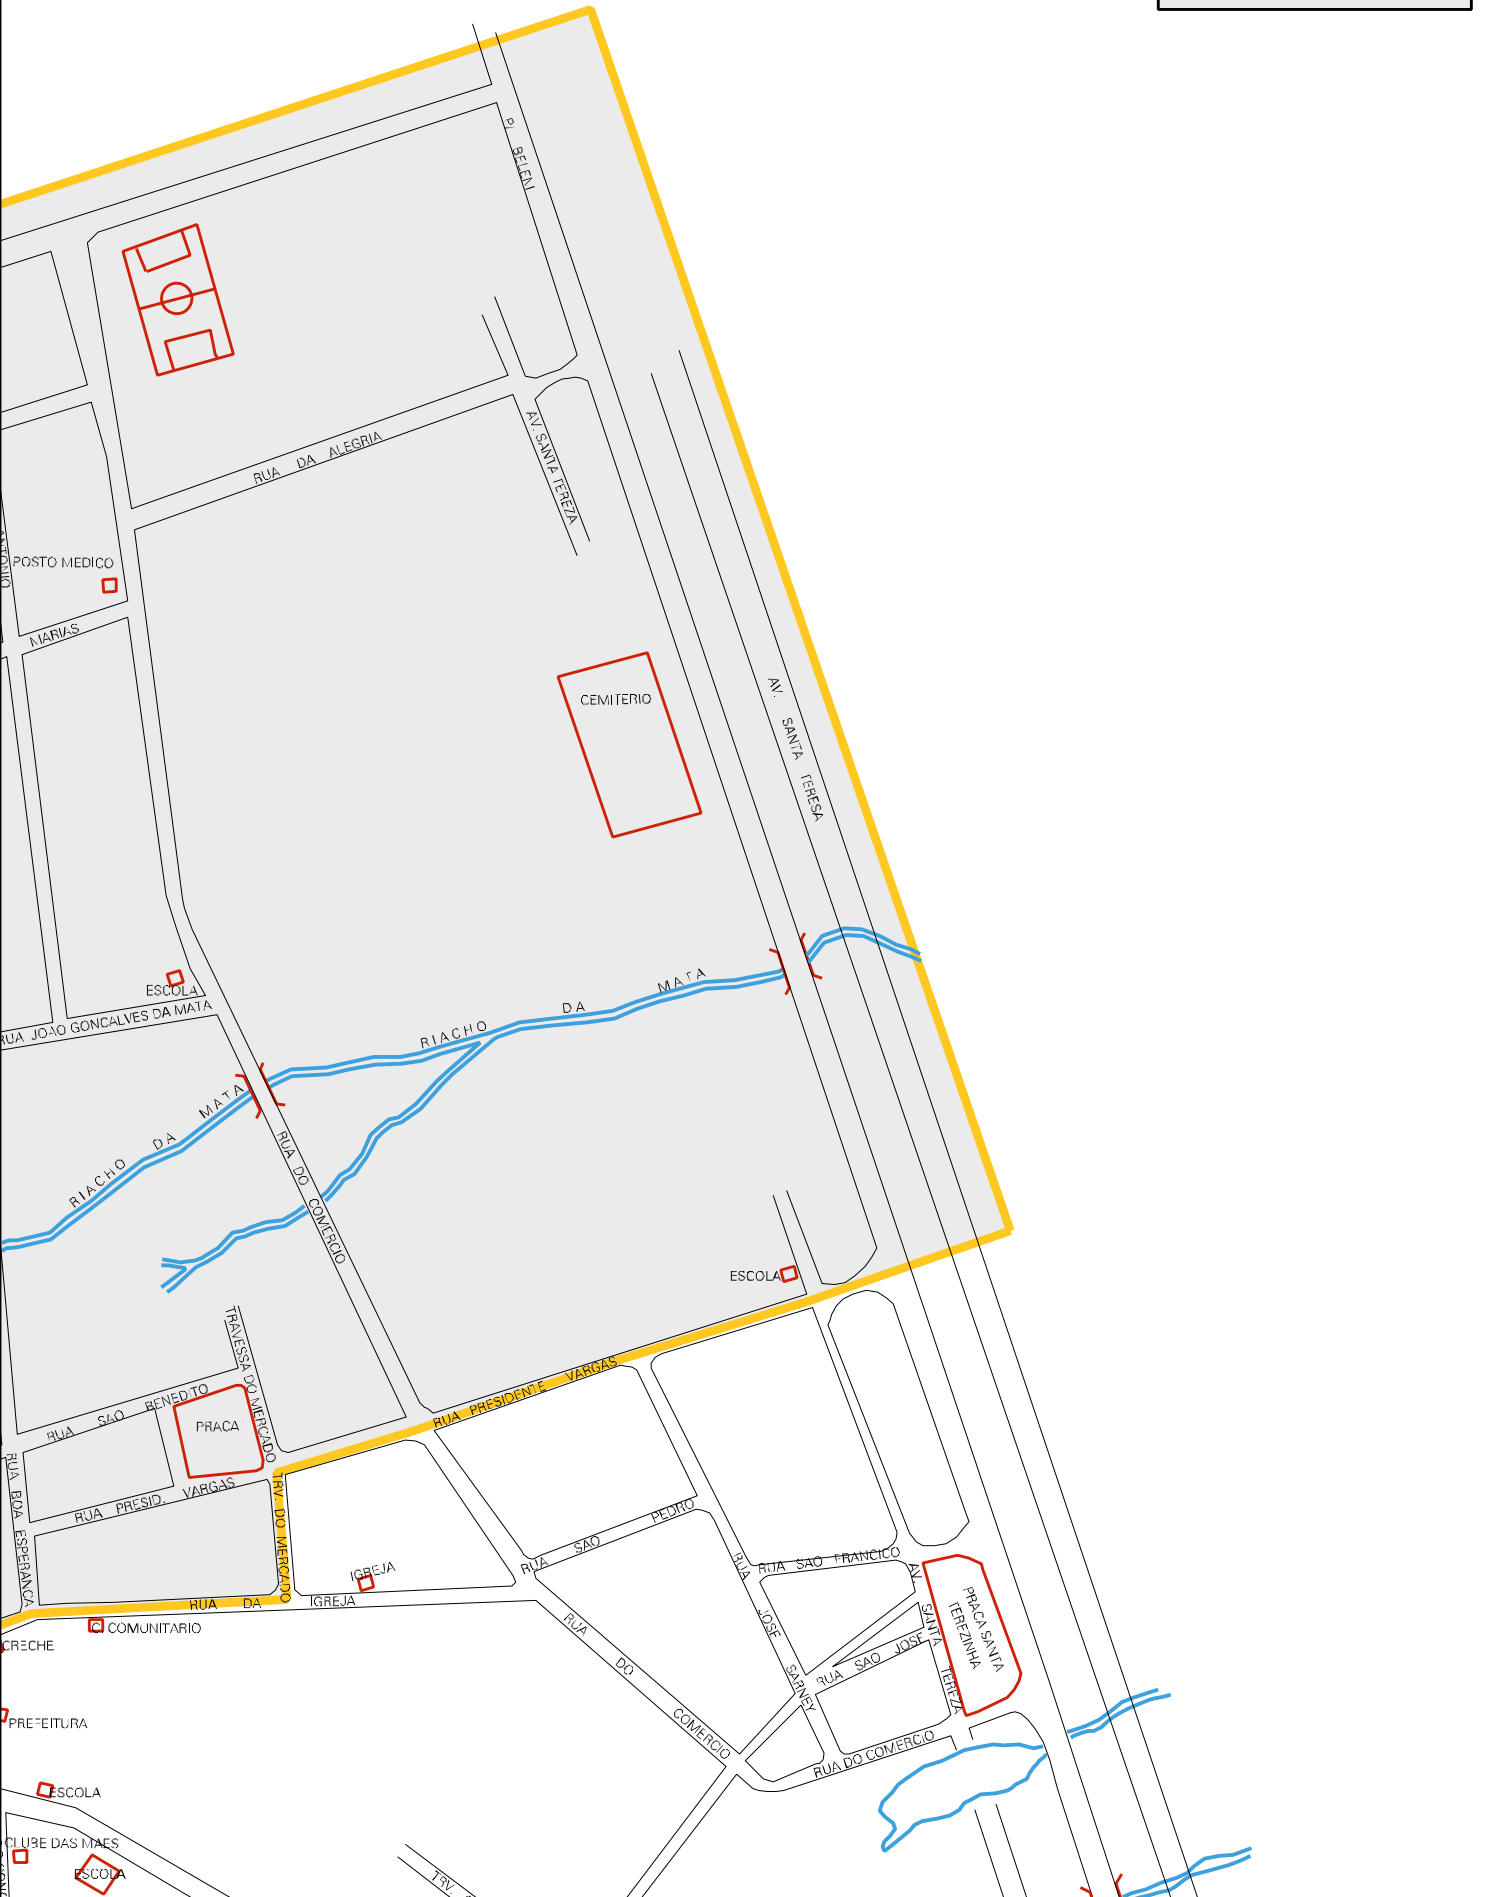 P/ BELEM
RUA DA ALEGRIA
AV. SANTA TEREZA
ANTONIO
POSTO MEDICO
MARIAS
CEMITERIO
AV. SANTA TERESA
ESCOLA
RUA JOAO GONCALVES DA MATA
RIACHO DA MATA
RIACHO DA MATA
RUA DO COMERCIO
ESCOLA
TRAVESSA DO MERCADO
RUA SAO BENEDITO
PRACA
RUA PRESIDENTE VARGAS
RUA BOA ESPERANCA
RUA PRESID. VARGAS
TRV. DO MERCADO
RUA SAO PEDRO
RUA SAO FRANCICO
IGREJA
RUA DA IGREJA
AV. SANTA TEREZA
PRACA SANTA
TEREZINHA
RUA JOSE SARNEY
RUA SAO JOSE
C. COMUNITARIO
CRECHE
RUA DO COMERCIO
RUA DO COMERCIO
PREFEITURA
ESCOLA
CLUBE DAS MAES
ESCOLA
TRV.